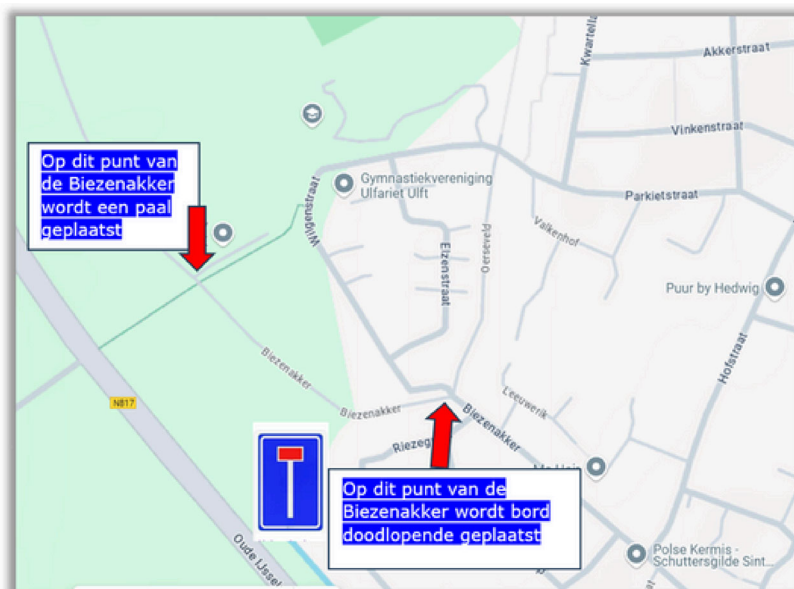 Akkerstraat
Kwartella
Vinkenstraat
Op dit punt van
de Biezenakker
wordt een paal
geplaatst
Gymnastiekvereniging
Ulfariet Ulft
Wilgenstraat
Parkietstraat
Valkenhof
Oerseveld
Elzenstraat
Puur by Hedwig
Hofstraat
Biezenakker
N817
Biezenakker
Leeuwerik
Biezenakker
Op dit punt van de
Biezenakker wordt bord
doodlopende geplaatst
Oude IJssel
Polse Kermis -
Schuttersgilde Sint...